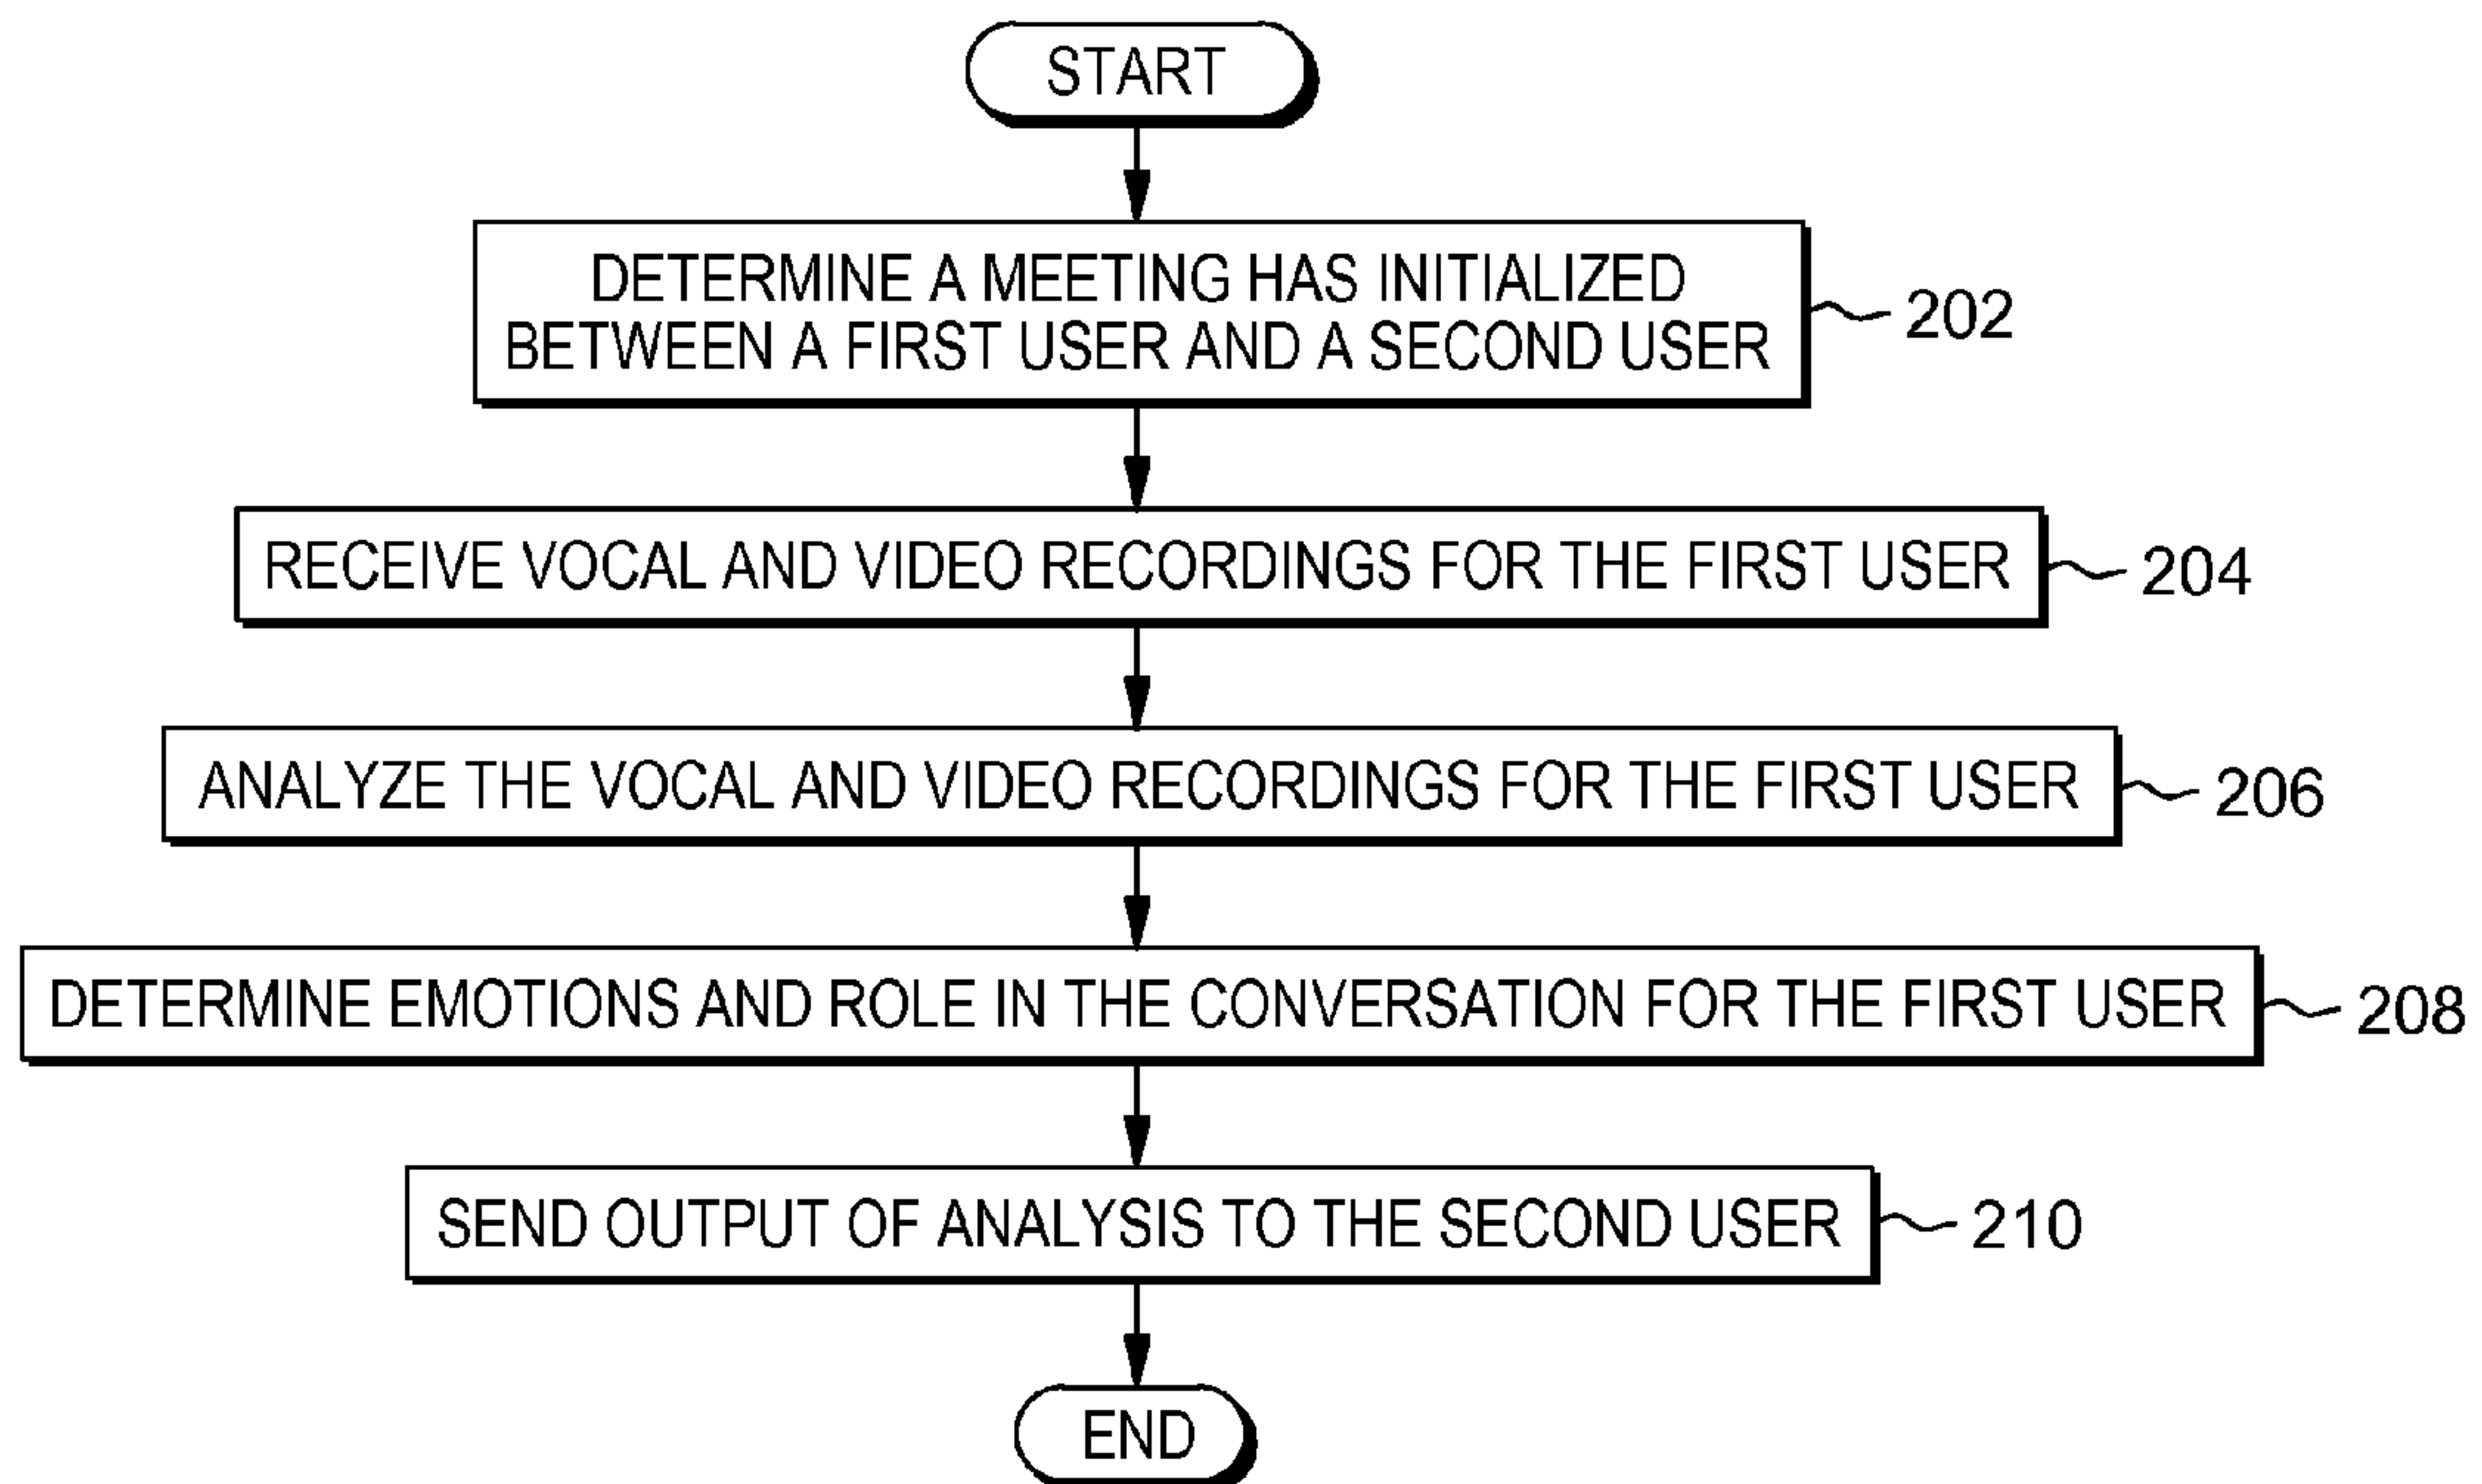 START
DETERMINE A MEETING HAS INITIALIZED
BETWEEN A FIRST USER AND A SECOND USER
202
RECEIVE VOCAL AND VIDEO RECORDINGS FOR THE FIRST USER
204
ANALYZE THE VOCAL AND VIDEO RECORDINGS FOR THE FIRST USER
206
DETERMINE EMOTIONS AND ROLE IN THE CONVERSATION FOR THE FIRST USER
208
SEND OUTPUT OF ANALYSIS TO THE SECOND USER
210
END